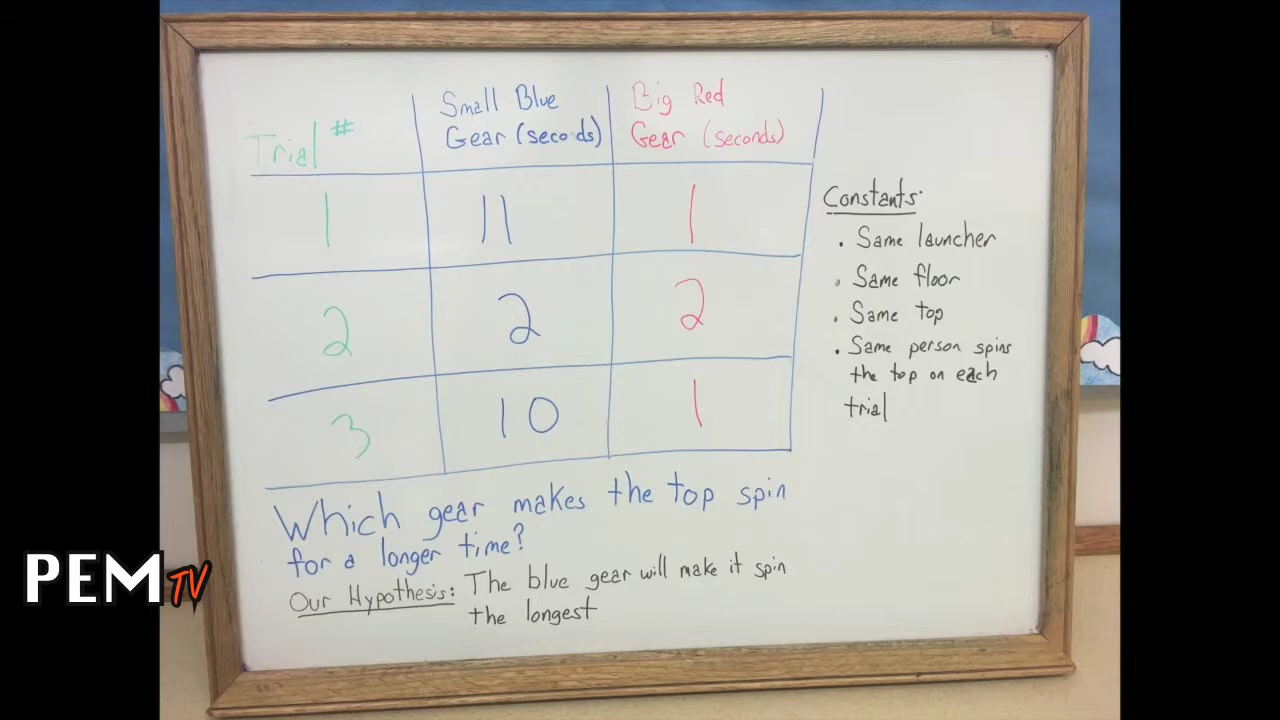 Trial #
Small Blue
Gear (seconds)
Big Red
Gear (seconds)
1
11
1
2
2
2
3
10
1
Constants:
• Same launcher
• Same floor
• Same top
• Same person spins
the top on each
trial
Which gear makes the top spin
for a longer time?
Our Hypothesis: The blue gear will make it spin
the longest
PEMTV